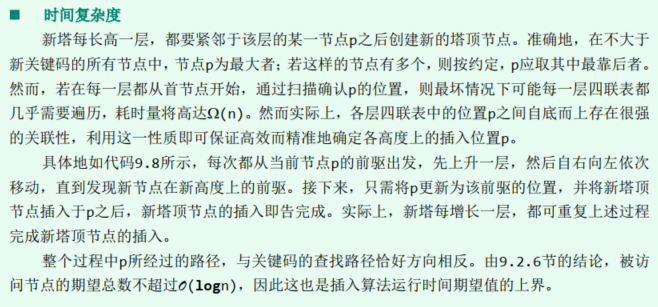 ■ 时间复杂度
新塔每长高一层，都要紧邻于该层的某一节点p之后创建新的塔顶节点。准确地，在不大于
新关键码的所有节点中，节点p为最大者；若这样的节点有多个，则按约定，p应取其中最靠后者。
然而，若在每一层都从首节点开始，通过扫描确认p的位置，则最坏情况下可能每一层四联表都
几乎需要遍历，耗时量将高达Ω(n)。然而实际上，各层四联表中的位置p之间自底而上存在很强
的关联性，利用这一性质即可保证高效而精准地确定各高度上的插入位置p。
具体地如代码9.8所示，每次都从当前节点p的前驱出发，先上升一层，然后自右向左依次
移动，直到发现新节点在新高度上的前驱。接下来，只需将p更新为该前驱的位置，并将新塔顶
节点插入于p之后，新塔顶节点的插入即告完成。实际上，新塔每增长一层，都可重复上述过程
完成新塔顶节点的插入。
整个过程中p所经过的路径，与关键码的查找路径恰好方向相反。由9.2.6节的结论，被访
问节点的期望总数不超过O(logn)，因此这也是插入算法运行时间期望值的上界。